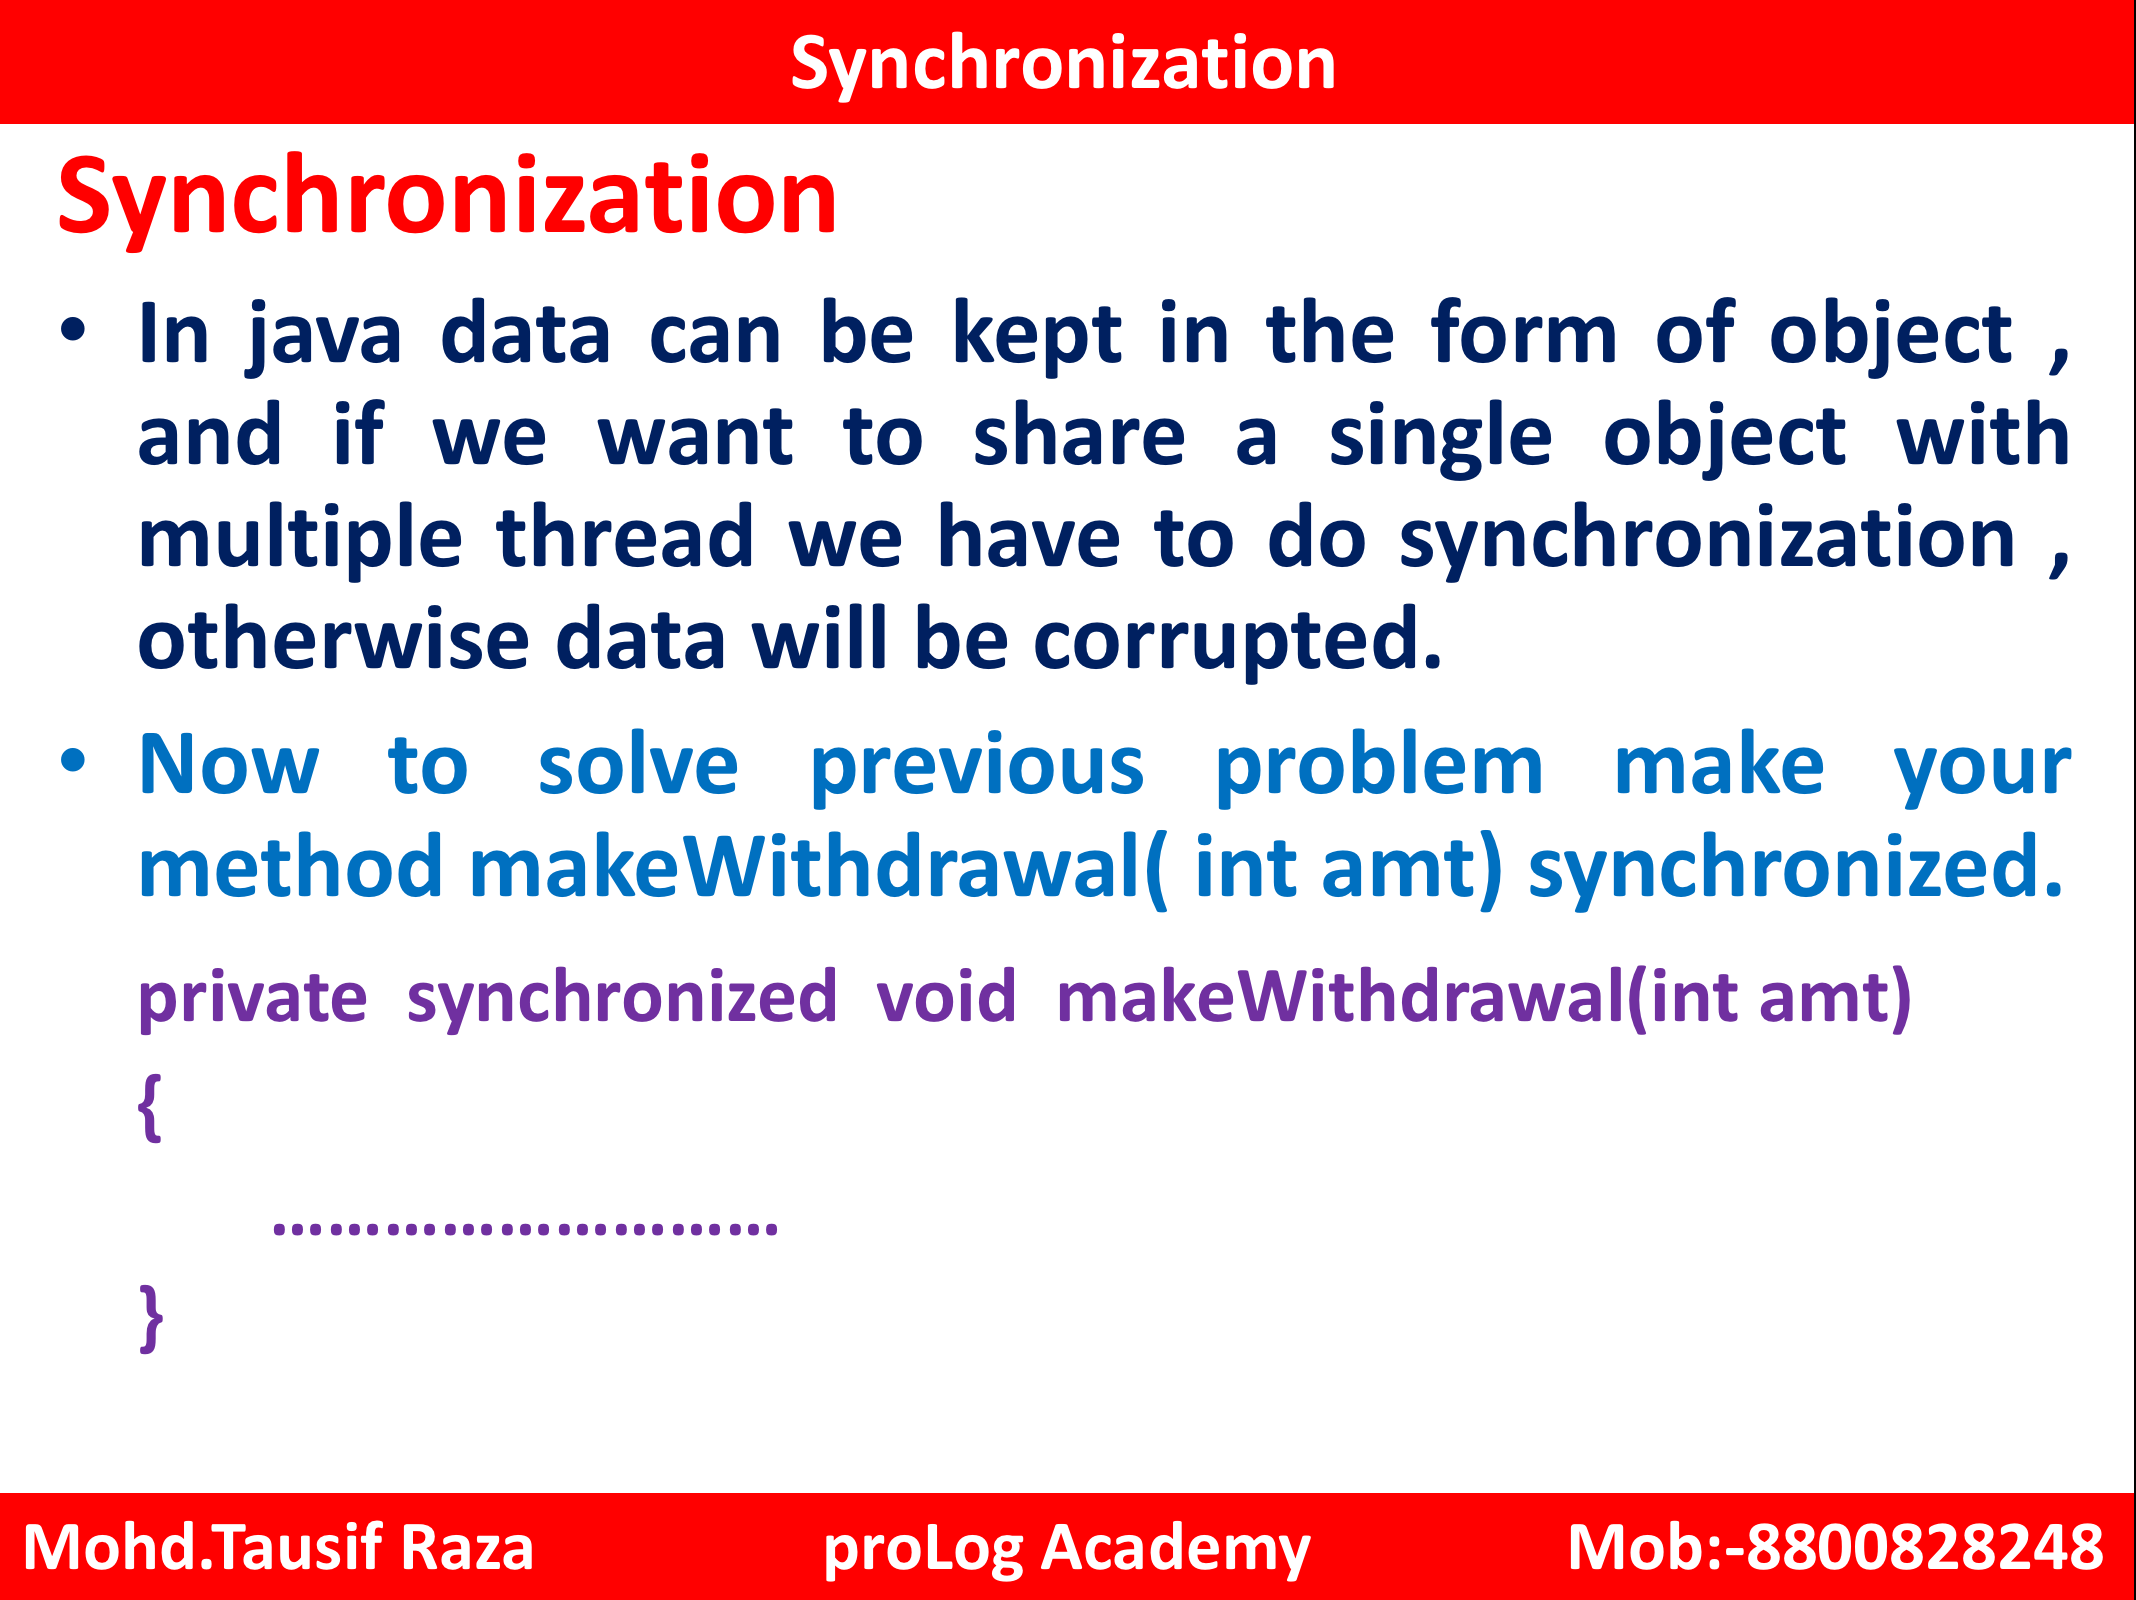 Synchronization
Synchronization
• In java data can be kept in the form of object ,
and if we want to share a single object with
multiple thread we have to do synchronization ,
otherwise data will be corrupted.
• Now to solve previous problem make your
method makeWithdrawal( int amt) synchronized.
private synchronized void makeWithdrawal(int amt)
{
………………………
}
Mohd.Tausif Raza proLog Academy Mob:-8800828248